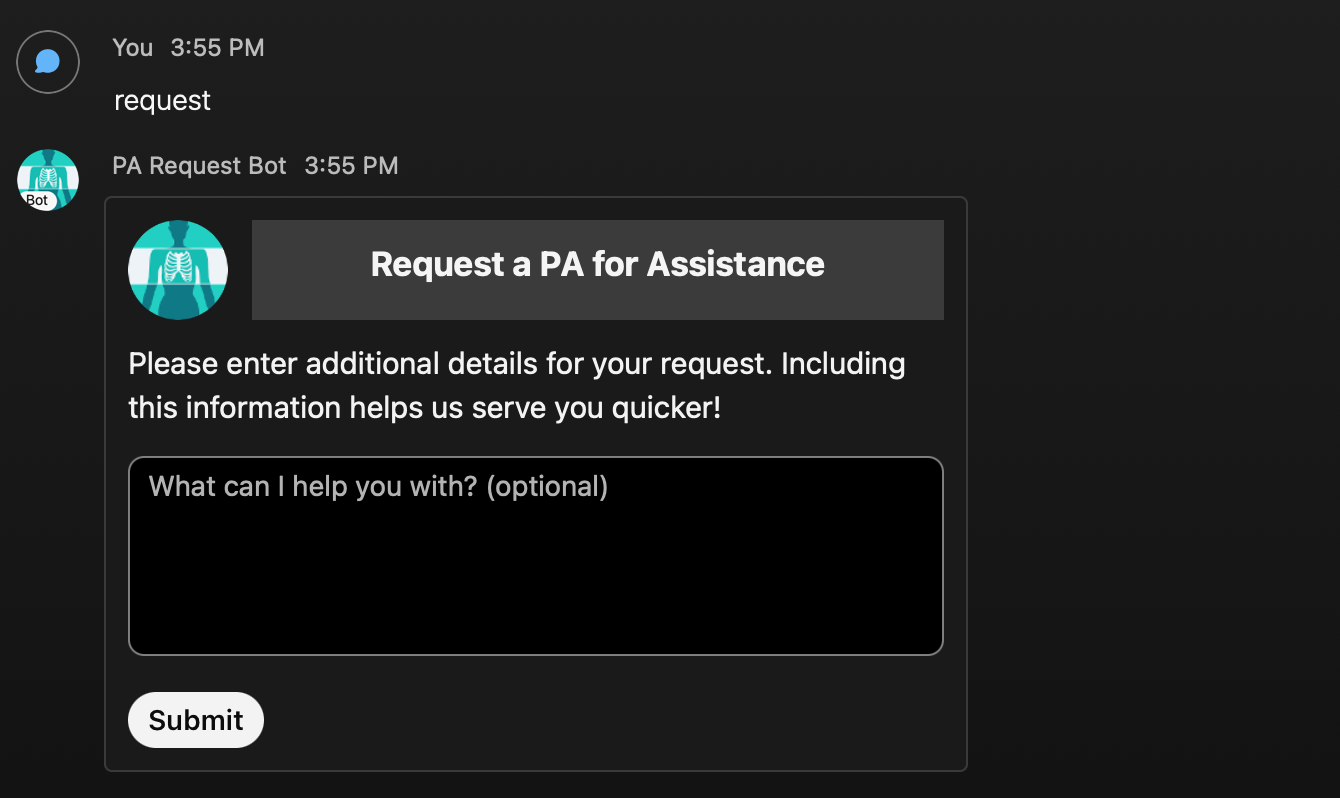 You 3:55 PM
request
PA Request Bot 3:55 PM
Bot
Request a PA for Assistance
Please enter additional details for your request. Including
this information helps us serve you quicker!
What can I help you with? (optional)
Submit